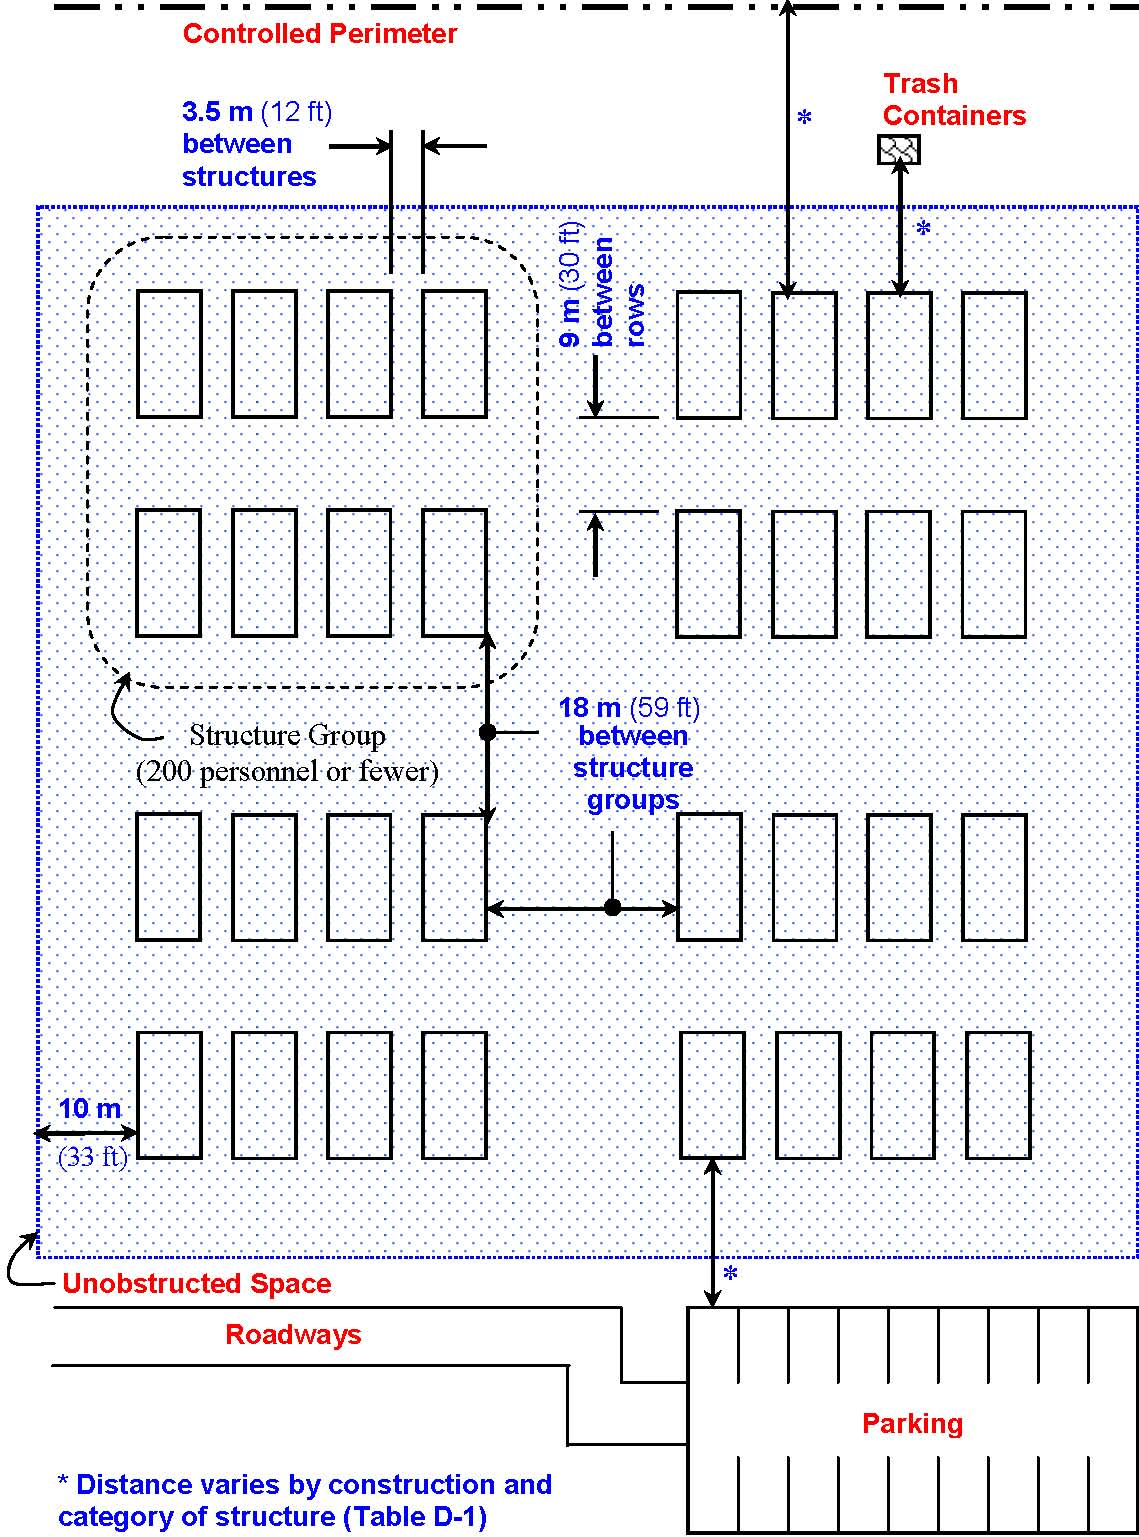 Controlled Perimeter
Trash
Containers
3.5 m (12 ft)
between
structures
*
*
9 m (30 ft)
between
rows
Structure Group
(200 personnel or fewer)
18 m (59 ft)
between
structure
groups
10 m
(33 ft)
Unobstructed Space
*
Roadways
Parking
* Distance varies by construction and
category of structure (Table D-1)